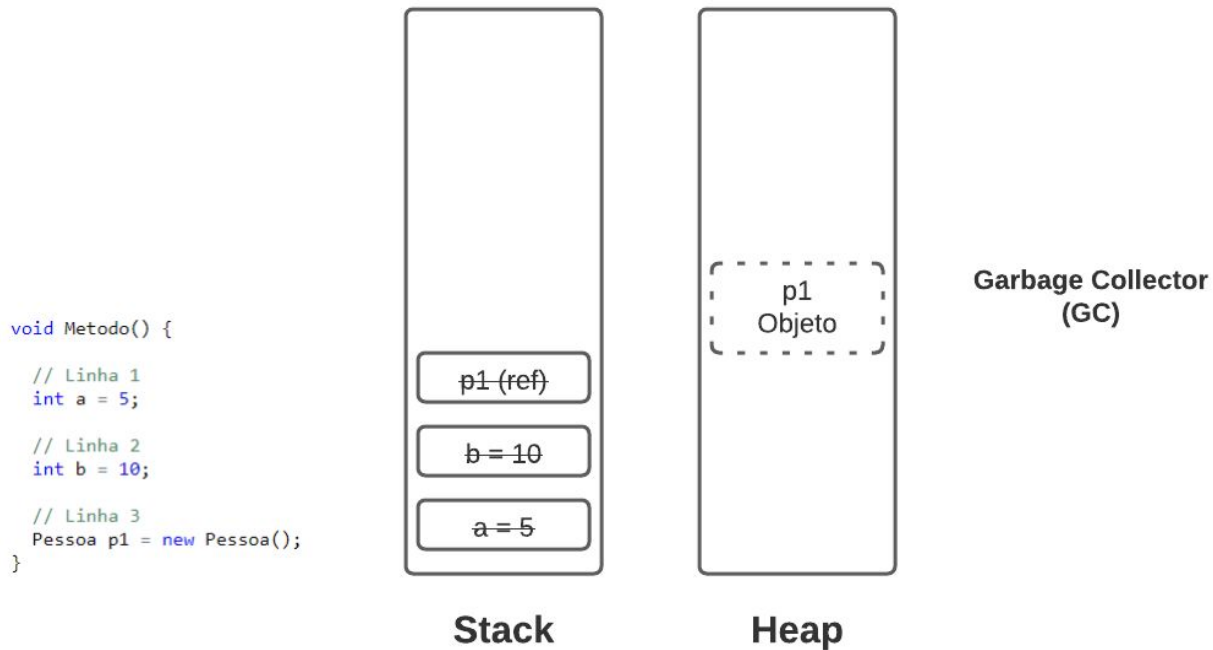 void Metodo() {
// Linha 1
int a = 5;
// Linha 2
int b = 10;
// Linha 3
Pessoa p1 = new Pessoa();
}
p1 (ref)
b = 10
a = 5
Stack
p1
Objeto
Heap
Garbage Collector
(GC)